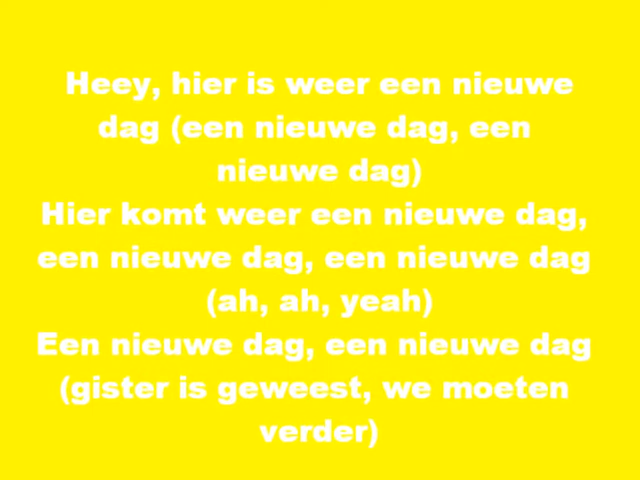 Heey, hier is weer een nieuwe
dag (een nieuwe dag, een
nieuwe dag)
Hier komt weer een nieuwe dag,
een nieuwe dag, een nieuwe dag
(ah, ah, yeah)
Een nieuwe dag, een nieuwe dag
(gister is geweest, we moeten
verder)